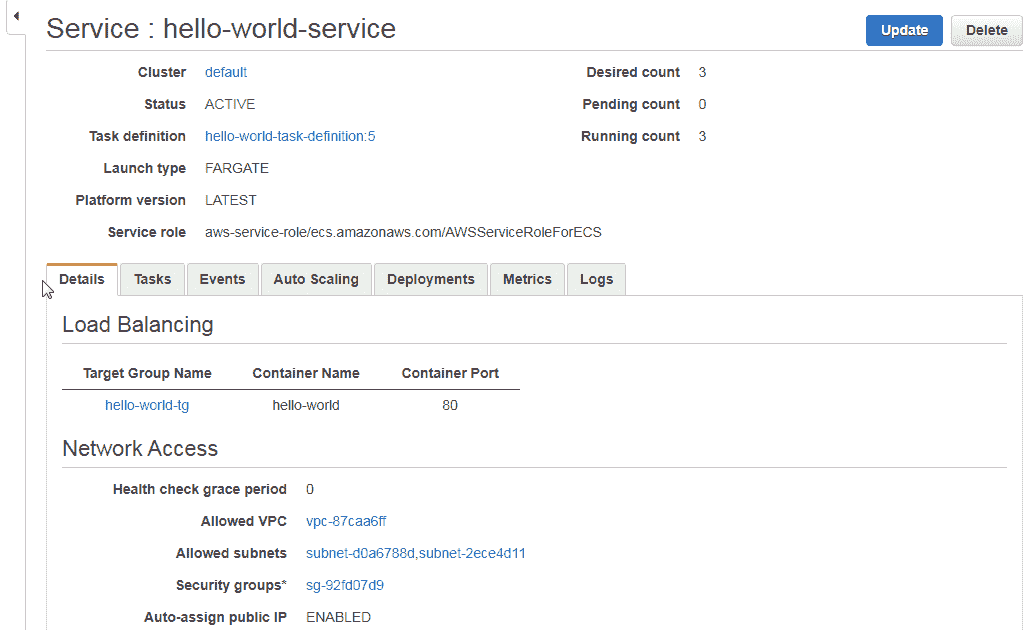 Service : hello-world-service
Update Delete
Cluster default Desired count 3
Status ACTIVE Pending count 0
Task definition hello-world-task-definition:5 Running count 3
Launch type FARGATE
Platform version LATEST
Service role aws-service-role/ecs.amazonaws.com/AWSServiceRoleForECS
Details Tasks Events Auto Scaling Deployments Metrics Logs
Load Balancing
Target Group Name Container Name Container Port
hello-world-tg hello-world 80
Network Access
Health check grace period 0
Allowed VPC vpc-87caa6ff
Allowed subnets subnet-d0a6788d,subnet-2ece4d11
Security groups* sg-92fd07d9
Auto-assign public IP ENABLED